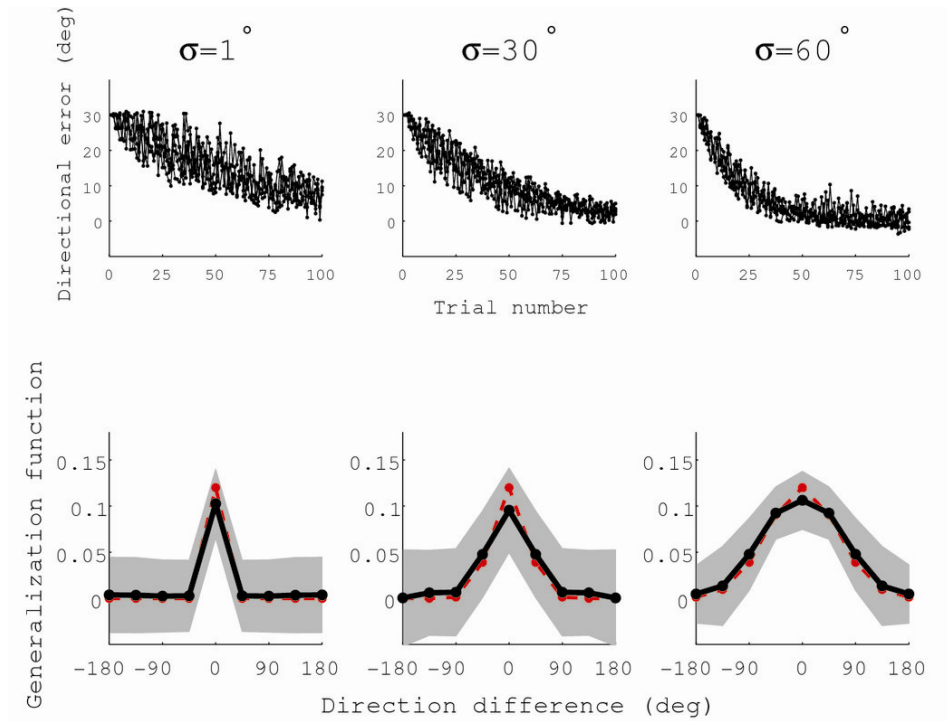 σ=1° σ=30° σ=60°
Directional error (deg)
30 30 30
20 20 20
10 10 10
0 0 0
0 25 50 75 100 0 25 50 75 100 0 25 50 75 100
Trial number
Generalization function
0.15 0.15 0.15
0.1 0.1 0.1
0.05 0.05 0.05
0 0 0
-180 -90 0 90 180 -180 -90 0 90 180 -180 -90 0 90 180
Direction difference (deg)